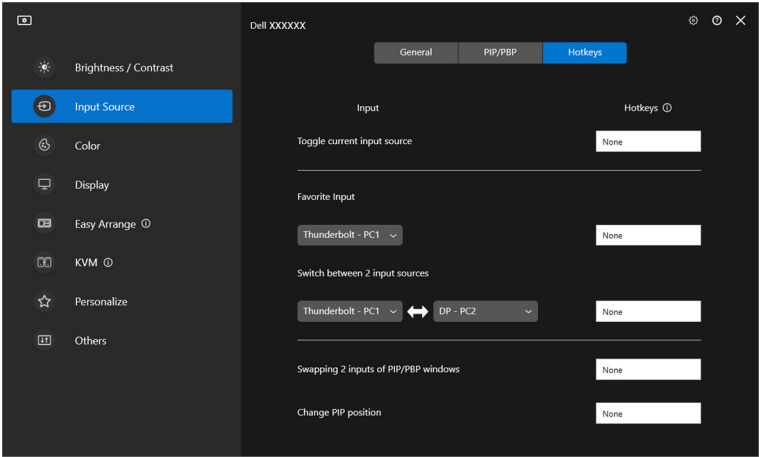 Dell XXXXXX
General PIP/PBP Hotkeys
Brightness / Contrast
Input Source
Color
Display
Easy Arrange
KVM
Personalize
Others
Input Hotkeys
Toggle current input source None
Favorite Input
Thunderbolt - PC1 None
Switch between 2 input sources
Thunderbolt - PC1 DP - PC2 None
Swapping 2 inputs of PIP/PBP windows None
Change PIP position None